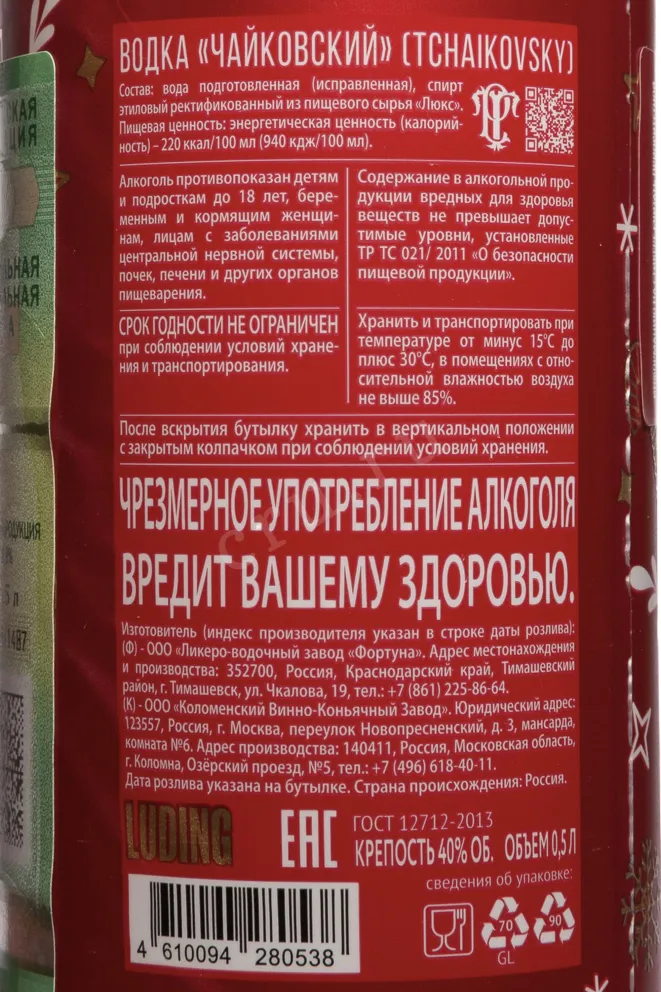 ВОДКА «ЧАЙКОВСКИЙ» (TCHAIKOVSKY)
Состав: вода подготовленная (исправленная), спирт
этиловый ректификованный из пищевого сырья «Люкс».
Пищевая ценность: энергетическая ценность (калорий-
ность) – 220 ккал/100 мл (940 кдж/100 мл).
Алкоголь противопоказан детям
и подросткам до 18 лет, бере-
менным и кормящим женщи-
нам, лицам с заболеваниями
центральной нервной системы,
почек, печени и других органов
пищеварения.
Содержание в алкогольной про-
дукции вредных для здоровья
веществ не превышает допус-
тимые уровни, установленные
ТР ТС 021/ 2011 «О безопасности
пищевой продукции».
СРОК ГОДНОСТИ НЕ ОГРАНИЧЕН
при соблюдении условий хране-
ния и транспортирования.
Хранить и транспортировать при
температуре от минус 15°С до
плюс 30°С, в помещениях с отно-
сительной влажностью воздуха
не выше 85%.
После вскрытия бутылку хранить в вертикальном положении
с закрытым колпачком при соблюдении условий хранения.
ЧРЕЗМЕРНОЕ УПОТРЕБЛЕНИЕ АЛКОГОЛЯ
ВРЕДИТ ВАШЕМУ ЗДОРОВЬЮ.
cru.lv
Изготовитель (индекс производителя указан в строке даты розлива):
(Ф) - ООО «Ликеро-водочный завод «Фортуна». Адрес местонахождения
и производства: 352700, Россия, Краснодарский край, Тимашевский
район, г. Тимашевск, ул. Чкалова, 19, тел.: +7 (861) 225-86-64.
(К) - ООО «Коломенский Винно-Коньячный Завод». Юридический адрес:
123557, Россия, г. Москва, переулок Новопресненский, д. 3, мансарда,
комната №6. Адрес производства: 140411, Россия, Московская область,
г. Коломна, Озёрский проезд, №5, тел.: +7 (496) 618-40-11.
Дата розлива указана на бутылке. Страна происхождения: Россия.
LUDING
ЕАС
ГОСТ 12712-2013
КРЕПОСТЬ 40% ОБ. ОБЪЕМ 0,5 Л
сведения об упаковке:
70
GL
90
4 610094 280538